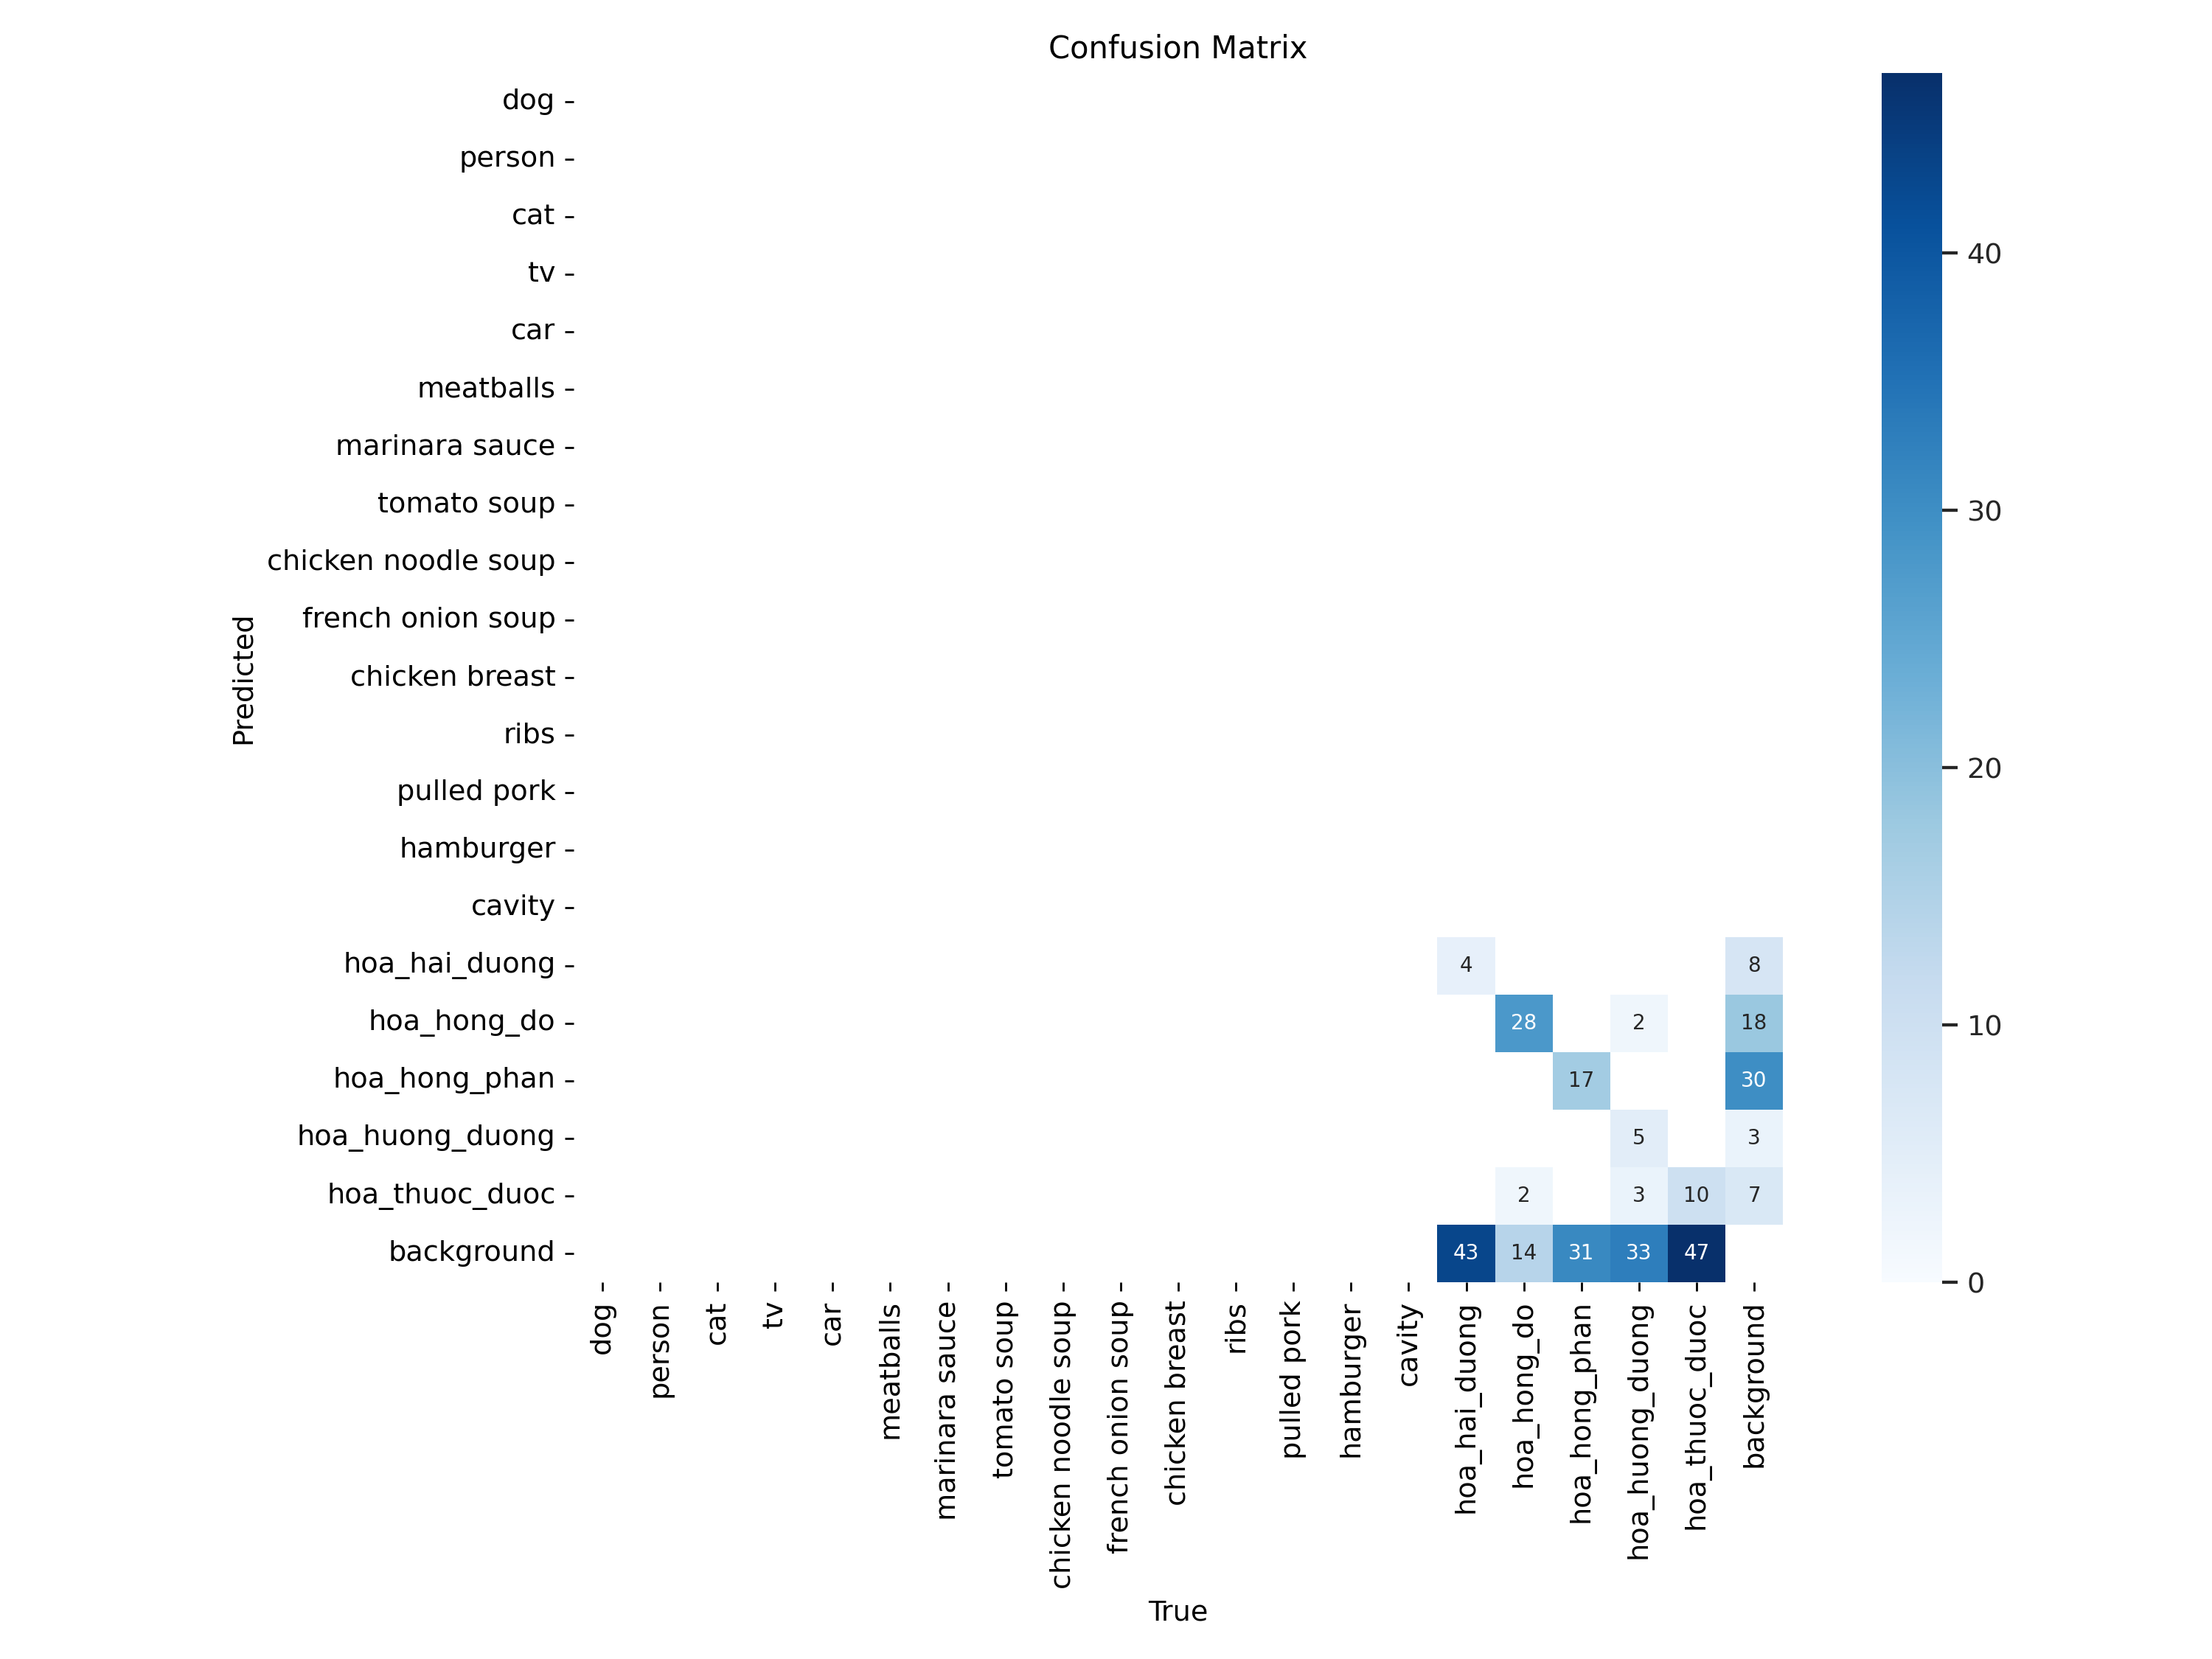 Confusion Matrix
dog
person
cat
tv
car
meatballs
marinara sauce
tomato soup
chicken noodle soup
french onion soup
chicken breast
ribs
pulled pork
hamburger
cavity
hoa_hai_duong 4 8
hoa_hong_do 28 2 18
hoa_hong_phan 17 30
hoa_huong_duong 5 3
hoa_thuoc_duoc 2 3 10 7
background 43 14 31 33 47
Predicted
dog
person
cat
tv
car
meatballs
marinara sauce
tomato soup
chicken noodle soup
french onion soup
chicken breast
ribs
pulled pork
hamburger
cavity
hoa_hai_duong
hoa_hong_do
hoa_hong_phan
hoa_huong_duong
hoa_thuoc_duoc
background
True
40
30
20
10
0